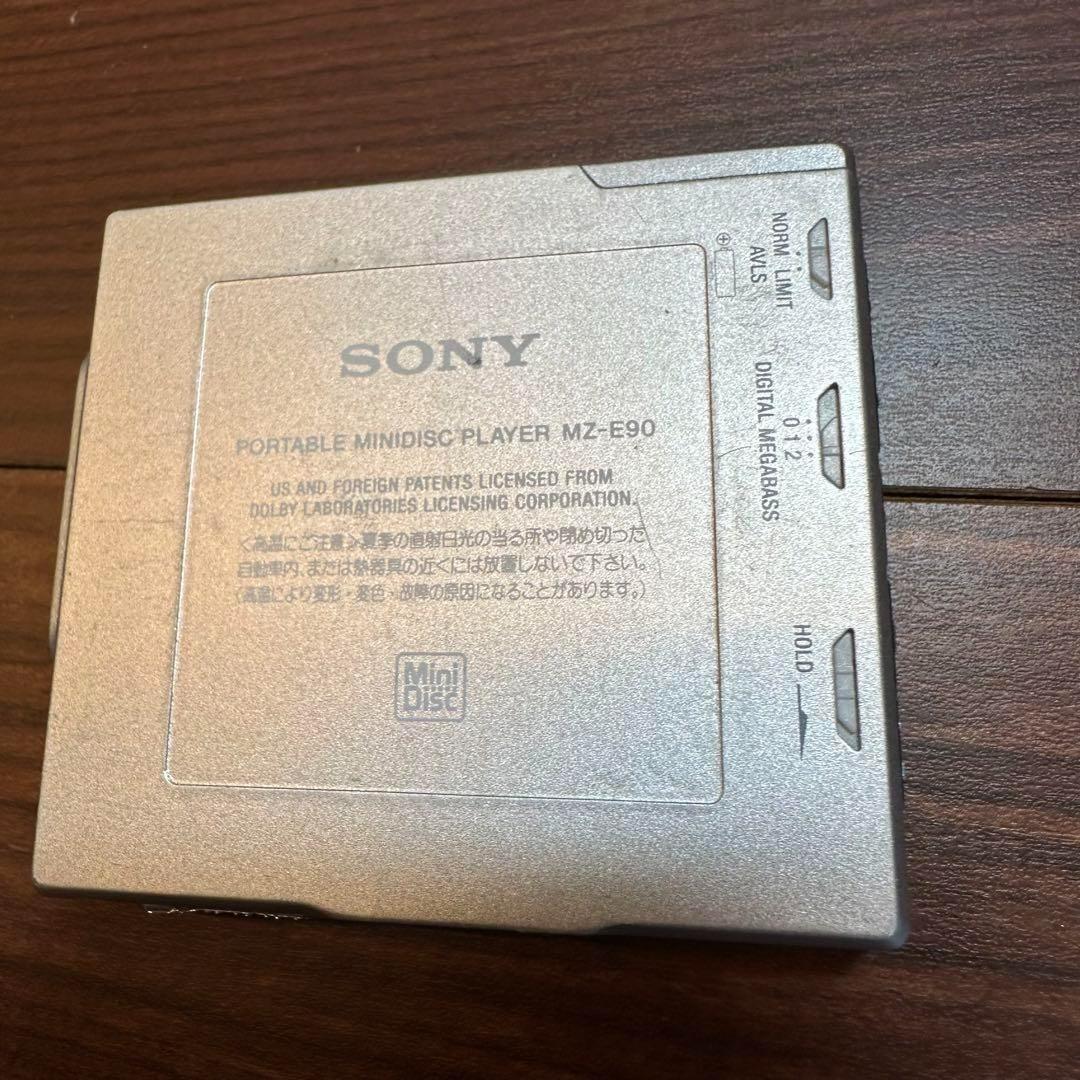 SONY
PORTABLE MINIDISC PLAYER MZ-E90
US AND FOREIGN PATENTS LICENSED FROM
DOLBY LABORATORIES LICENSING CORPORATION.
<高温にご注意>夏季の直射日光の当る所や閉め切った
自動車内、または熱器具の近くには放置しないで下さい。
(高温により変形・変色・故障の原因になることがあります。)
Mini
Disc
⊕
NORM LIMIT
AVLS
0 1 2
DIGITAL MEGABASS
HOLD